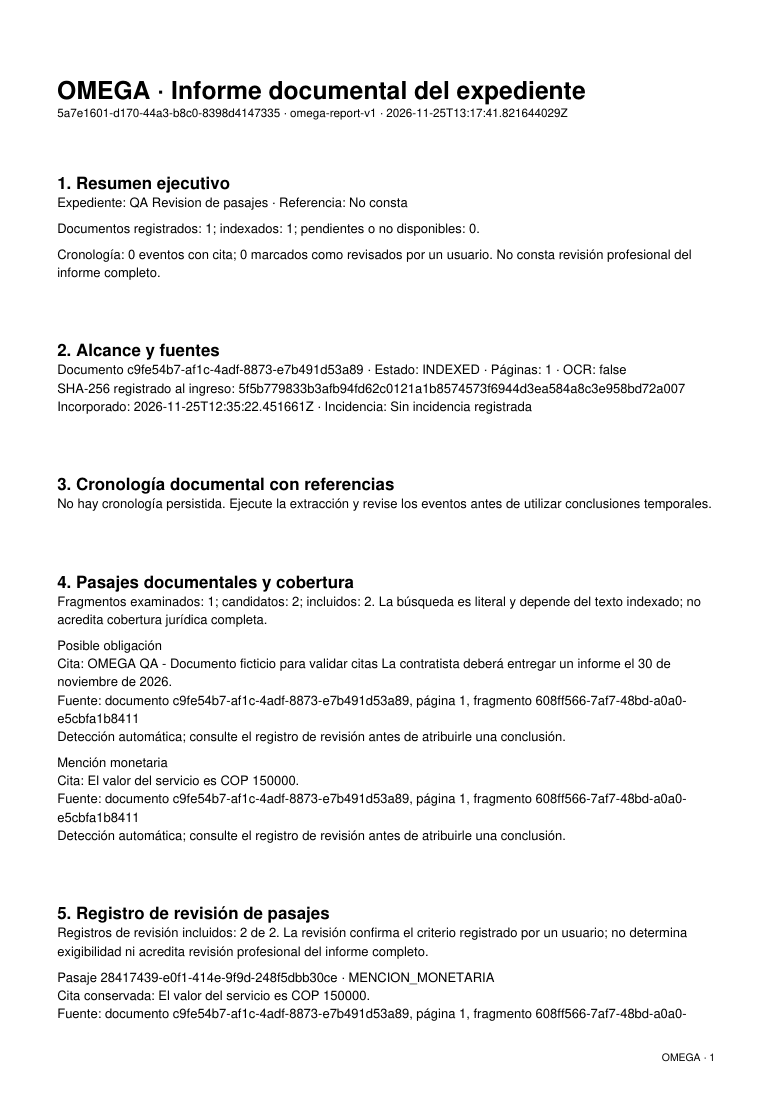 OMEGA · Informe documental del expediente
5a7e1601-d170-44a3-b8c0-8398d4147335 · omega-report-v1 · 2026-11-25T13:17:41.821644029Z
1. Resumen ejecutivo
Expediente: QA Revision de pasajes · Referencia: No consta
Documentos registrados: 1; indexados: 1; pendientes o no disponibles: 0.
Cronología: 0 eventos con cita; 0 marcados como revisados por un usuario. No consta revisión profesional del
informe completo.
2. Alcance y fuentes
Documento c9fe54b7-af1c-4adf-8873-e7b491d53a89 · Estado: INDEXED · Páginas: 1 · OCR: false
SHA-256 registrado al ingreso: 5f5b779833b3afb94fd62c0121a1b8574573f6944d3ea584a8c3e958bd72a007
Incorporado: 2026-11-25T12:35:22.451661Z · Incidencia: Sin incidencia registrada
3. Cronología documental con referencias
No hay cronología persistida. Ejecute la extracción y revise los eventos antes de utilizar conclusiones temporales.
4. Pasajes documentales y cobertura
Fragmentos examinados: 1; candidatos: 2; incluidos: 2. La búsqueda es literal y depende del texto indexado; no
acredita cobertura jurídica completa.
Posible obligación
Cita: OMEGA QA - Documento ficticio para validar citas La contratista deberá entregar un informe el 30 de
noviembre de 2026.
Fuente: documento c9fe54b7-af1c-4adf-8873-e7b491d53a89, página 1, fragmento 608ff566-7af7-48bd-a0a0-
e5cbfa1b8411
Detección automática; consulte el registro de revisión antes de atribuirle una conclusión.
Mención monetaria
Cita: El valor del servicio es COP 150000.
Fuente: documento c9fe54b7-af1c-4adf-8873-e7b491d53a89, página 1, fragmento 608ff566-7af7-48bd-a0a0-
e5cbfa1b8411
Detección automática; consulte el registro de revisión antes de atribuirle una conclusión.
5. Registro de revisión de pasajes
Registros de revisión incluidos: 2 de 2. La revisión confirma el criterio registrado por un usuario; no determina
exigibilidad ni acredita revisión profesional del informe completo.
Pasaje 28417439-e0f1-414e-9f9d-248f5dbb30ce · MENCION_MONETARIA
Cita conservada: El valor del servicio es COP 150000.
Fuente: documento c9fe54b7-af1c-4adf-8873-e7b491d53a89, página 1, fragmento 608ff566-7af7-48bd-a0a0-
OMEGA · 1